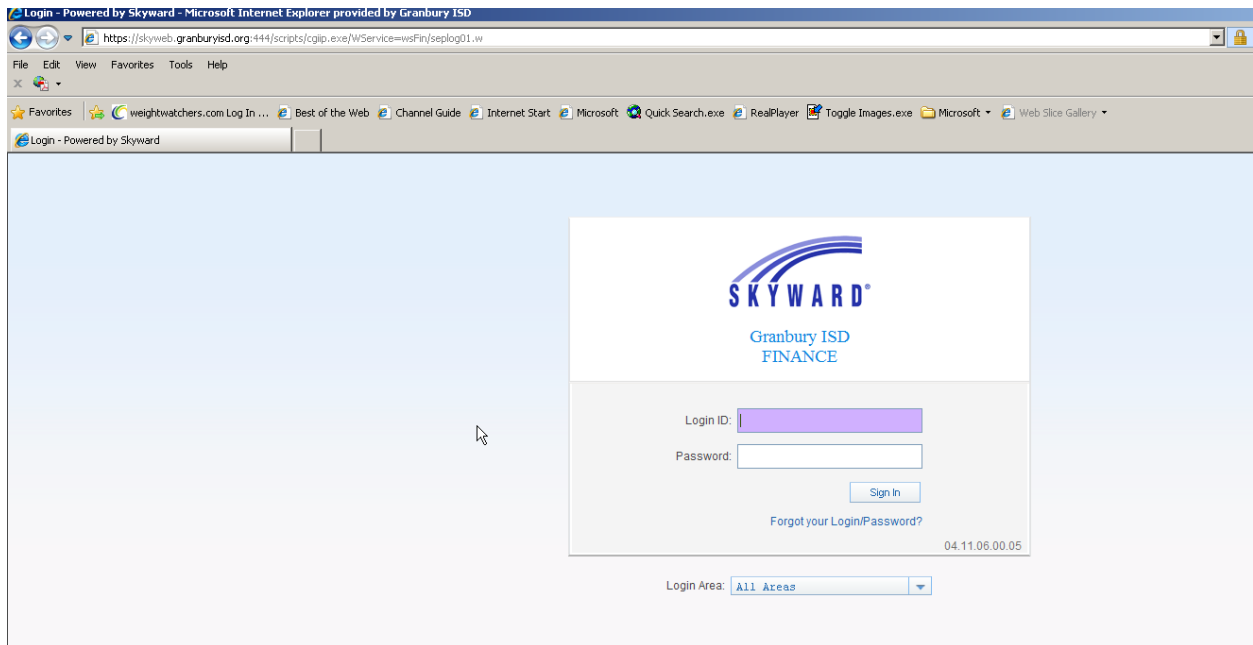 Login - Powered by Skyward - Microsoft Internet Explorer provided by Granbury ISD
https://skyweb.granburyisd.org:444/scripts/cgiip.exe/WService=wsFin/seplog01.w
File Edit View Favorites Tools Help
Favorites weightwatchers.com Log In ... Best of the Web Channel Guide Internet Start Microsoft Quick Search.exe RealPlayer Toggle Images.exe Microsoft Web Slice Gallery
Login - Powered by Skyward
SKYWARD®
Granbury ISD
FINANCE
Login ID:
Password:
Sign In
Forgot your Login/Password?
04.11.06.00.05
Login Area: All Areas